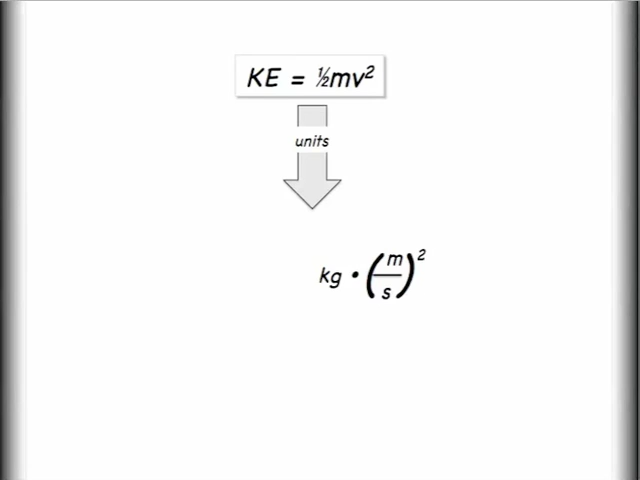 KE = ½mv²
units
kg • (m/s)²